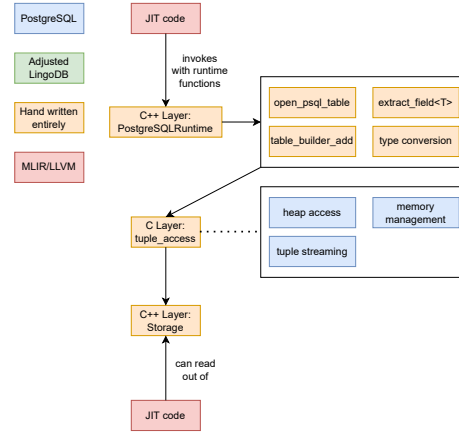 PostgreSQL
Adjusted
LingoDB
Hand written
entirely
MLIR/LLVM
JIT code
invokes
with runtime
functions
C++ Layer:
PostgreSQLRuntime
open_psql_table
extract_field<T>
table_builder_add
type conversion
C Layer:
tuple_access
heap access
memory
management
tuple streaming
C++ Layer:
Storage
can read
out of
JIT code